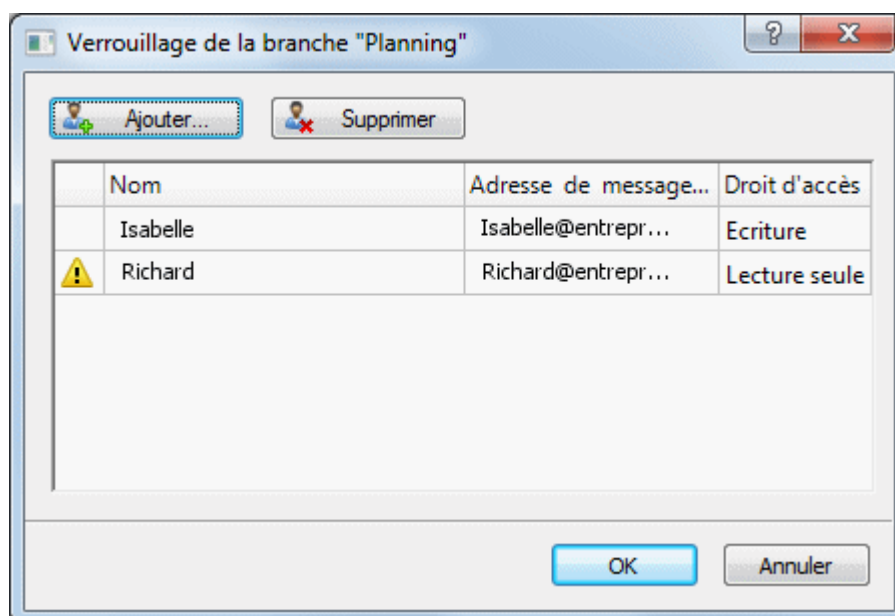 Verrouillage de la branche "Planning"
Ajouter... Supprimer
Nom Adresse de message... Droit d'accès
Isabelle Isabelle@entrepr... Ecriture
Richard Richard@entrepr... Lecture seule
OK Annuler